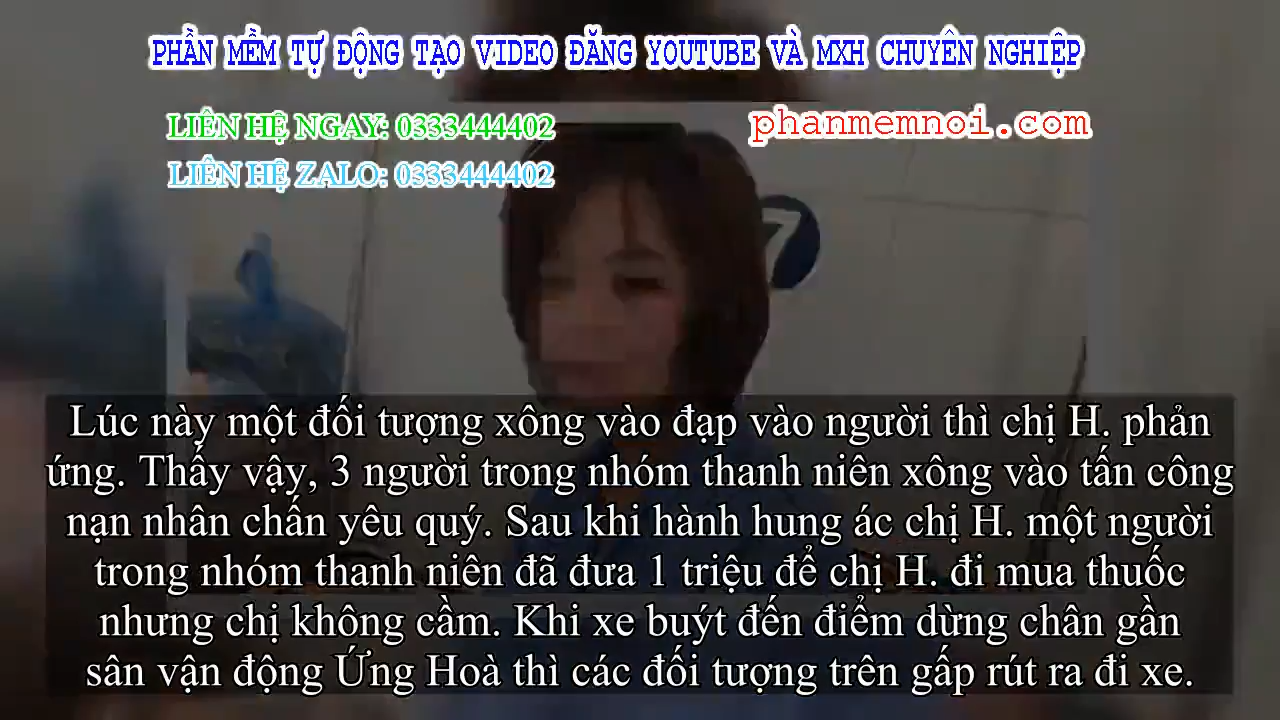 PHẦN MỀM TỰ ĐỘNG TẠO VIDEO ĐĂNG YOUTUBE VÀ MXH CHUYÊN NGHIỆP
LIÊN HỆ NGAY: 0333444402
phanmemnoi.com
LIÊN HỆ ZALO: 0333444402
7
Lúc này một đối tượng xông vào đạp vào người thì chị H. phản
ứng. Thấy vậy, 3 người trong nhóm thanh niên xông vào tấn công
nạn nhân chấn yêu quý. Sau khi hành hung ác chị H. một người
trong nhóm thanh niên đã đưa 1 triệu để chị H. đi mua thuốc
nhưng chị không cầm. Khi xe buýt đến điểm dừng chân gần
sân vận động Ứng Hoà thì các đối tượng trên gấp rút ra đi xe.